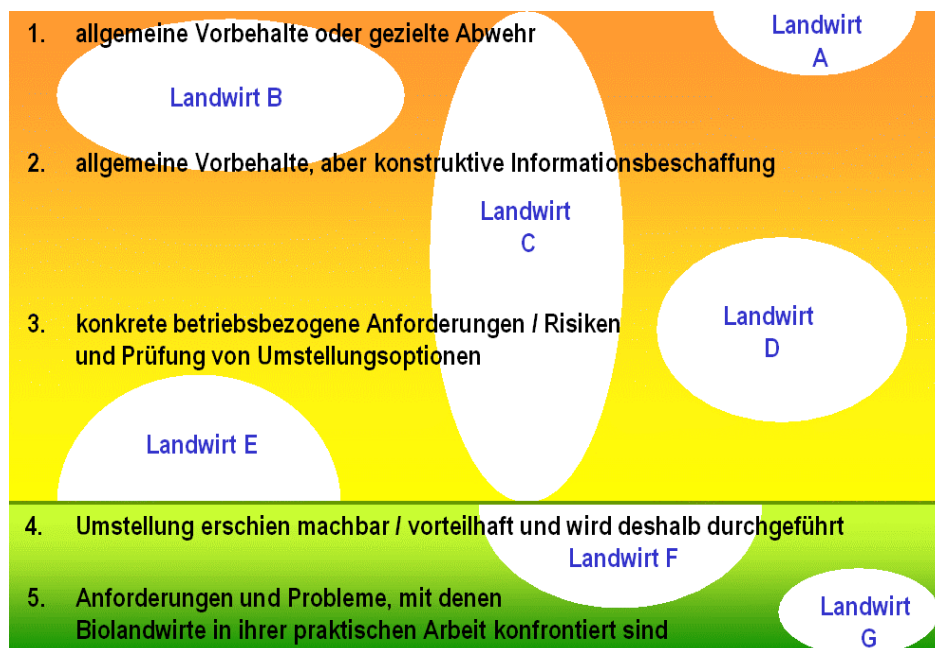 1. allgemeine Vorbehalte oder gezielte Abwehr
Landwirt
A
Landwirt B
2. allgemeine Vorbehalte, aber konstruktive Informationsbeschaffung
Landwirt
C
3. konkrete betriebsbezogene Anforderungen / Risiken
und Prüfung von Umstellungsoptionen
Landwirt
D
Landwirt E
4. Umstellung erschien machbar / vorteilhaft und wird deshalb durchgeführt
Landwirt F
5. Anforderungen und Probleme, mit denen
Biolandwirte in ihrer praktischen Arbeit konfrontiert sind
Landwirt
G